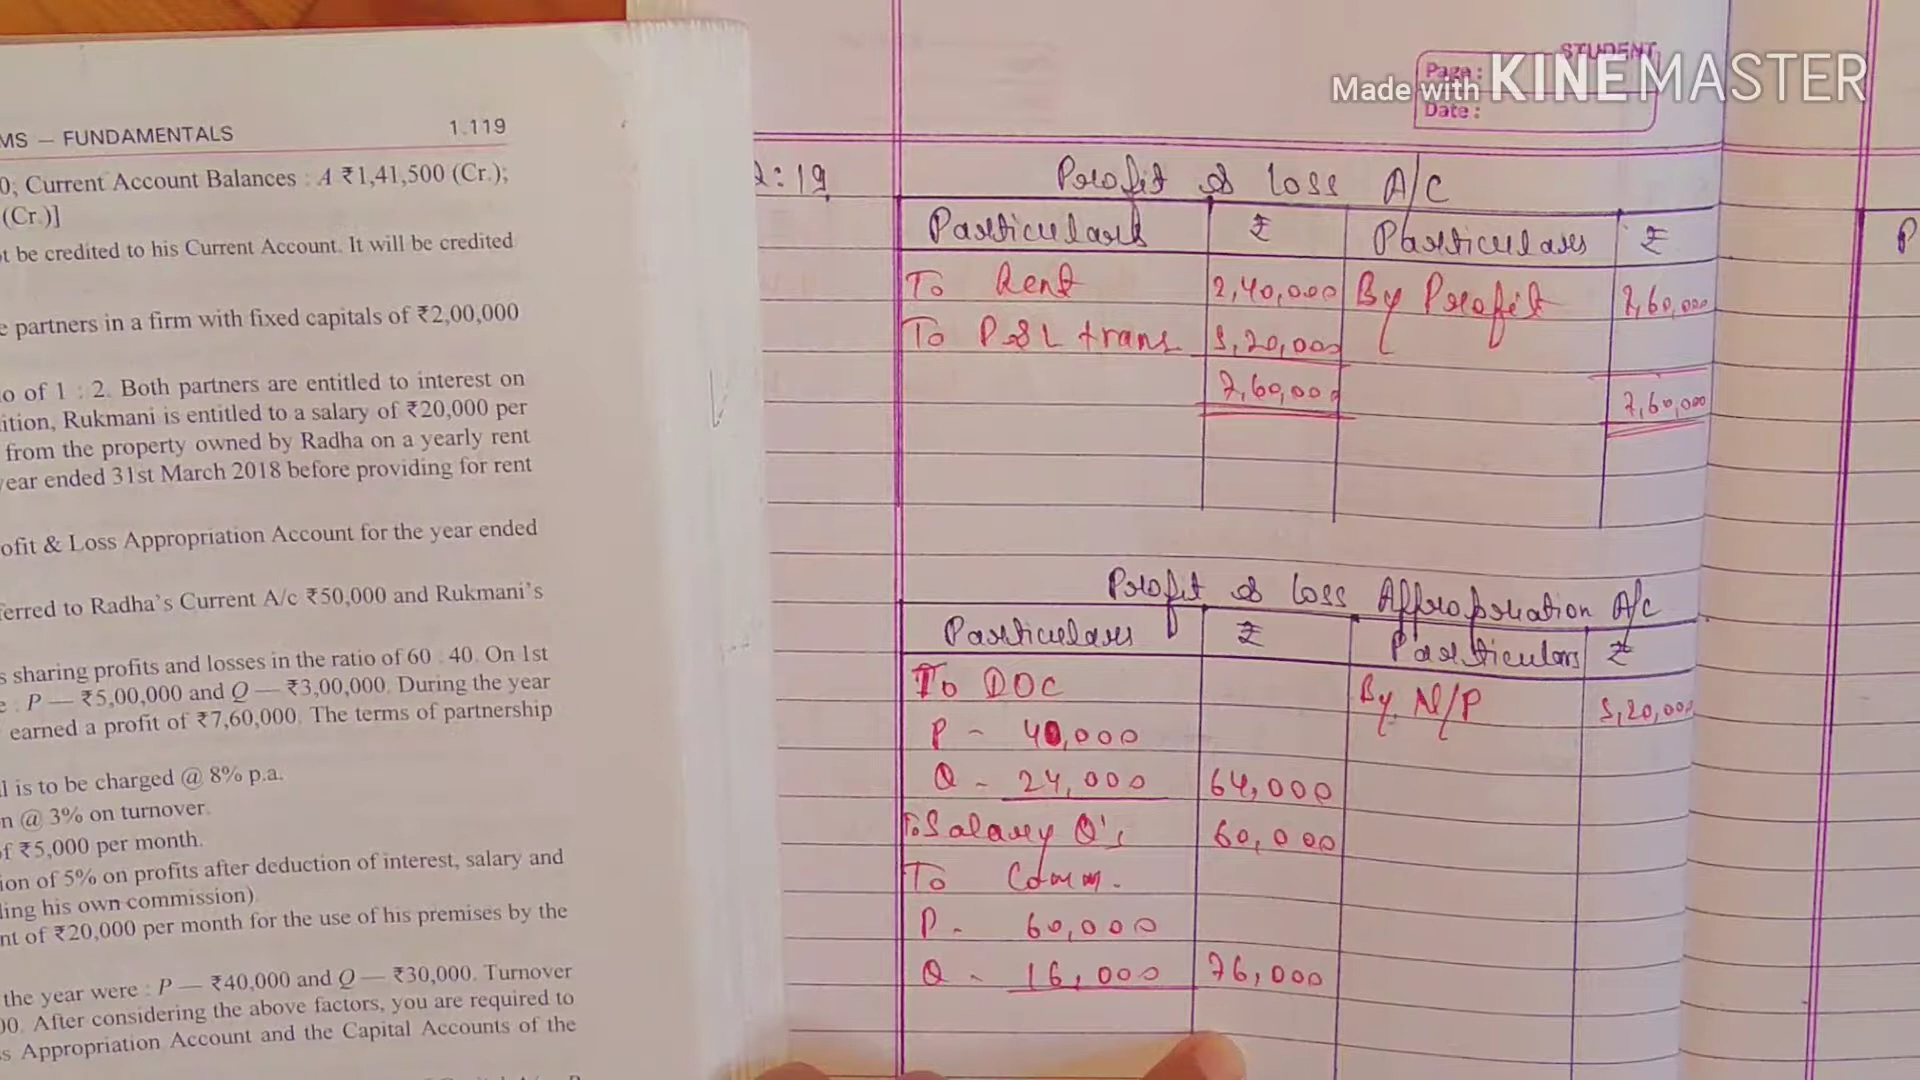 MS — FUNDAMENTALS 1.119
0; Current Account Balances : A ₹1,41,500 (Cr.);
(Cr.)]
t be credited to his Current Account. It will be credited
e partners in a firm with fixed capitals of ₹2,00,000
o of 1 : 2. Both partners are entitled to interest on
ition, Rukmani is entitled to a salary of ₹20,000 per
from the property owned by Radha on a yearly rent
year ended 31st March 2018 before providing for rent
ofit & Loss Appropriation Account for the year ended
ferred to Radha's Current A/c ₹50,000 and Rukmani's
s sharing profits and losses in the ratio of 60 : 40. On 1st
e : P — ₹5,00,000 and Q — ₹3,00,000. During the year
earned a profit of ₹7,60,000. The terms of partnership
l is to be charged @ 8% p.a.
n @ 3% on turnover.
f ₹5,000 per month.
ion of 5% on profits after deduction of interest, salary and
ling his own commission)
nt of ₹20,000 per month for the use of his premises by the
the year were : P — ₹40,000 and Q — ₹30,000. Turnover
00. After considering the above factors, you are required to
s Appropriation Account and the Capital Accounts of the
STUDENT
Page :
Date :
Made with KINEMASTER
:19
Profit & Loss A/C
Particulars ₹ Particulars ₹
To Rent 2,40,000 By Profit 7,60,000
To P&L trans 5,20,000
7,60,000 7,60,000
Profit & Loss Appropriation A/c
Particulars ₹ Particulars ₹
To DOC By N/P 5,20,000
P - 40,000
Q - 24,000 64,000
To Salary Q's 60,000
To Comm.
P - 60,000
Q - 16,000 76,000
P